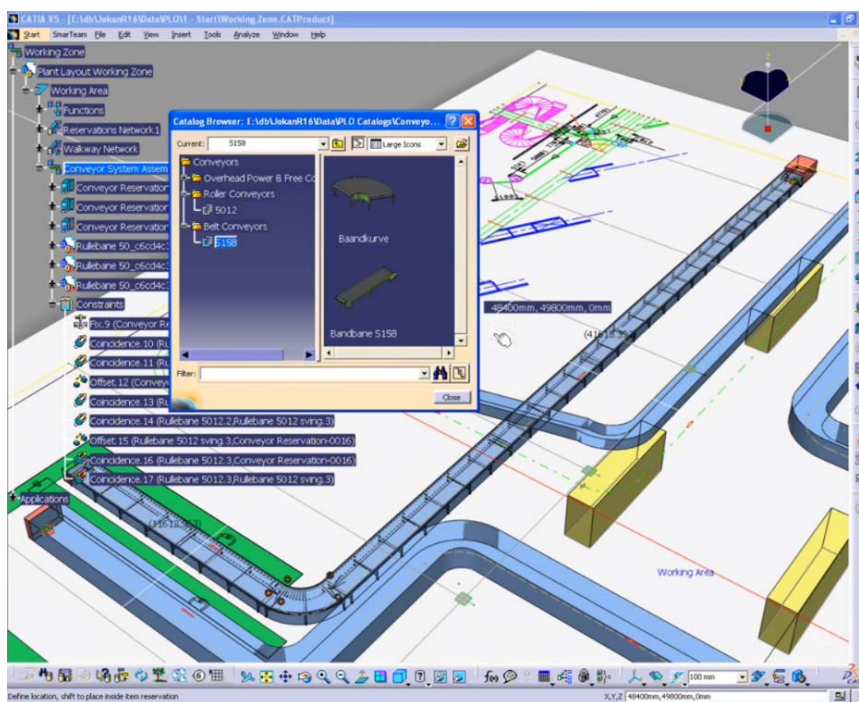 CATIA V5 - [E:\db\JokanR16\Data\PLO\1 - Start\Working Zone.CATProduct]
Start SmarTeam File Edit View Insert Tools Analyze Window Help
Working Zone
Plant Layout Working Zone
Working Area
Functions
Reservations Network1
Walkway Network
Conveyor System Assem
Conveyor Reservation
Conveyor Reservation
Conveyor Reservation
Rullebane 50_c6cd4c
Rullebane 50_c6cd4c
Rullebane 50_c6cd4c
Constraints
Fix.9 (Conveyor Re
Coincidence.10 (Ru
Coincidence.11 (Ru
Offset.12 (Convey
Coincidence.13 (Ru
Coincidence.14 (Rullebane 5012.2,Rullebane 5012 sving.3)
Offset.15 (Rullebane 5012 sving.3,Conveyor Reservation-0016)
Coincidence.16 (Rullebane 5012.3,Conveyor Reservation-0016)
Coincidence.17 (Rullebane 5012.3,Rullebane 5012 sving.3)
Applications
Catalog Browser: E:\db\JokanR16\Data\PLO Catalogs\Conveyo...
Current: S158
Large Icons
Conveyors
Overhead Power & Free Co
Roller Conveyors
5012
Belt Conveyors
S158
Baandkurve
Bandbane S158
Filter:
Close
48400mm, 49800mm, 0mm
Working Area
100 mm
Define location, shift to place inside item reservation
X,Y,Z 48400mm,49800mm,0mm